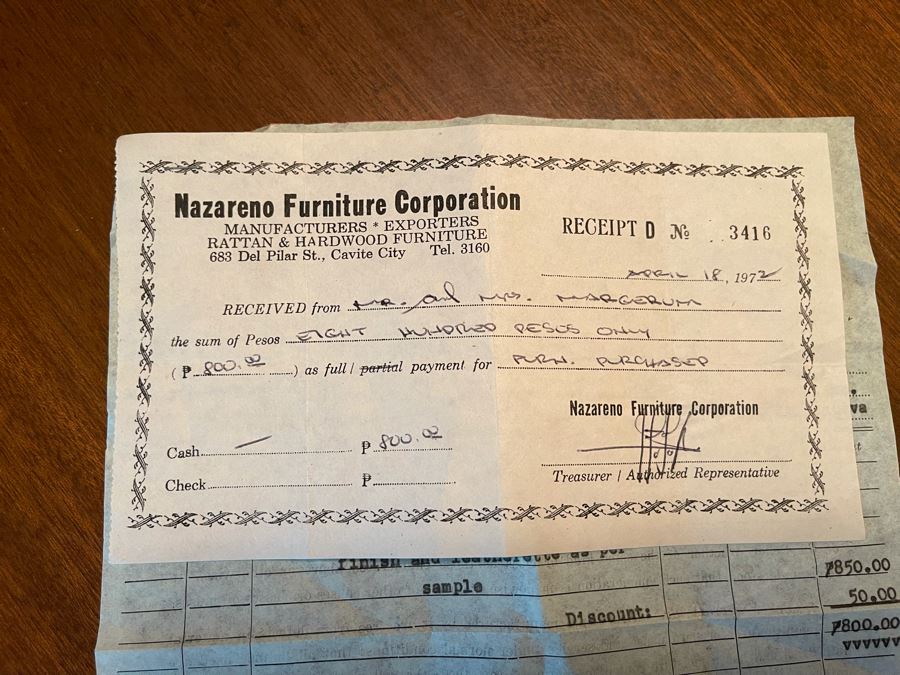 Nazareno Furniture Corporation
MANUFACTURERS * EXPORTERS
RATTAN & HARDWOOD FURNITURE
683 Del Pilar St., Cavite City Tel. 3160
RECEIPT D № 3416
APRIL 18, 1972
RECEIVED from MR. and MRS. MARGERUM
the sum of Pesos EIGHT HUNDRED PESOS ONLY
(₱ 800.00) as full / partial payment for FURN. PURCHASED
Nazareno Furniture Corporation
Cash — ₱ 800.00
Treasurer / Authorized Representative
Check ₱
va
finish and leatherette as per
sample
₱850.00
50.00
Discount:
₱800.00
vvvvvv